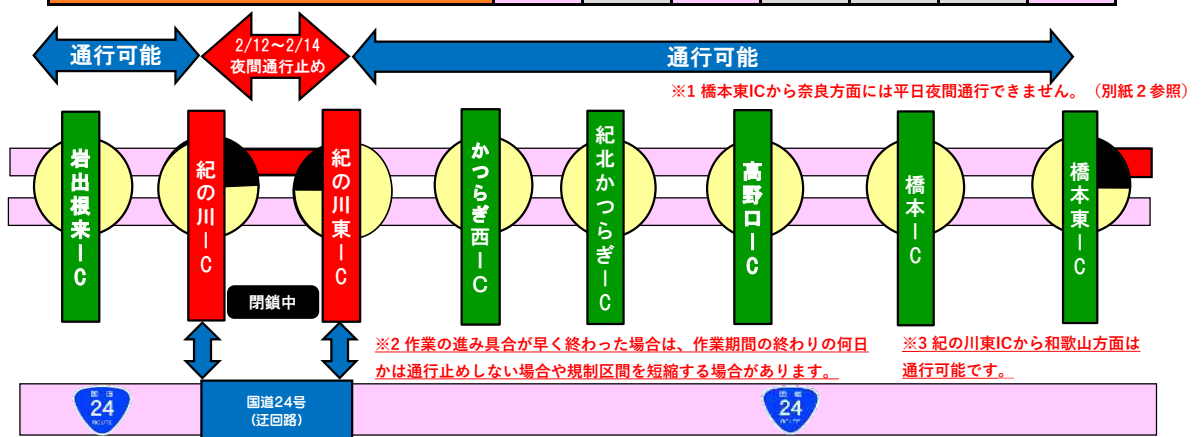 通行可能
2/12～2/14
夜間通行止め
通行可能
※1 橋本東ICから奈良方面には平日夜間通行できません。（別紙２参照）
岩出根来ＩＣ
紀の川ＩＣ
紀の川東ＩＣ
かつらぎ西ＩＣ
紀北かつらぎＩＣ
高野口ＩＣ
橋本ＩＣ
橋本東ＩＣ
閉鎖中
※2 作業の進み具合が早く終わった場合は、作業期間の終わりの何日
かは通行止めしない場合や規制区間を短縮する場合があります。
※3 紀の川東ICから和歌山方面は
通行可能です。
国道
24
ROUTE
国道24号
(迂回路)
国道
24
ROUTE